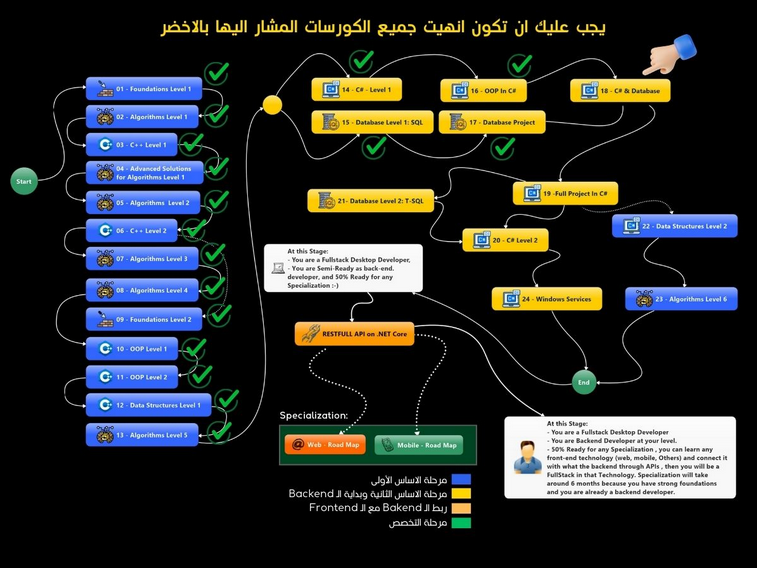 يجب عليك ان تكون انهيت جميع الكورسات المشار اليها بالاخضر
Start
01 - Foundations Level 1
02 - Algorithms Level 1
03 - C++ Level 1
04 - Advanced Solutions
for Algorithms Level 1
05 - Algorithms Level 2
06 - C++ Level 2
07 - Algorithms Level 3
08 - Algorithms Level 4
09 - Foundations Level 2
10 - OOP Level 1
11 - OOP Level 2
12 - Data Structures Level 1
13 - Algorithms Level 5
14 - C# - Level 1
15 - Database Level 1: SQL
16 - OOP In C#
17 - Database Project
18 - C# & Database
19 -Full Project In C#
21- Database Level 2: T-SQL
20 - C# Level 2
22 - Data Structures Level 2
24 - Windows Services
23 - Algorithms Level 6
End
At this Stage:
- You are a Fullstack Desktop Developer,
- You are Semi-Ready as back-end.
developer, and 50% Ready for any
Specialization :-)
RESTFULL API on .NET Core
Specialization:
Web - Road Map
Mobile - Road Map
At this Stage:
- You are a Fullstack Desktop Developer
- You are Backend Developer at your level.
- 50% Ready for any Specialization , you can learn any
front-end technology (web, mobile, Others) and connect it
with what the backend through APIs , then you will be a
FullStack in that Technology. Specialization will take
around 6 months because you have strong foundations
and you are already a backend developer.
مرحلة الاساس الأولى
مرحلة الاساس الثانية وبداية الـ Backend
ربط الـ Bakend مع الـ Frontend
مرحلة التخصص